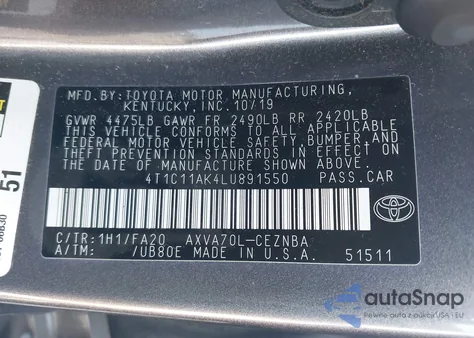 MFD.BY:TOYOTA MOTOR MANUFACTURING,
KENTUCKY, INC. 10/19
GVWR 4475LB GAWR FR 2490LB RR 2420LB
THIS VEHICLE CONFORMS TO ALL APPLICABLE
FEDERAL MOTOR VEHICLE SAFETY, BUMPER, AND
THEFT PREVENTION STANDARDS IN EFFECT ON
THE DATE OF MANUFACTURE SHOWN ABOVE.
4T1C11AK4LU891550 PASS.CAR
C/TR:1H1/FA20 AXVA70L-CEZNBA
A/TM: /UB80E MADE IN U.S.A. 51511
TOYOTA
51
autoSnap